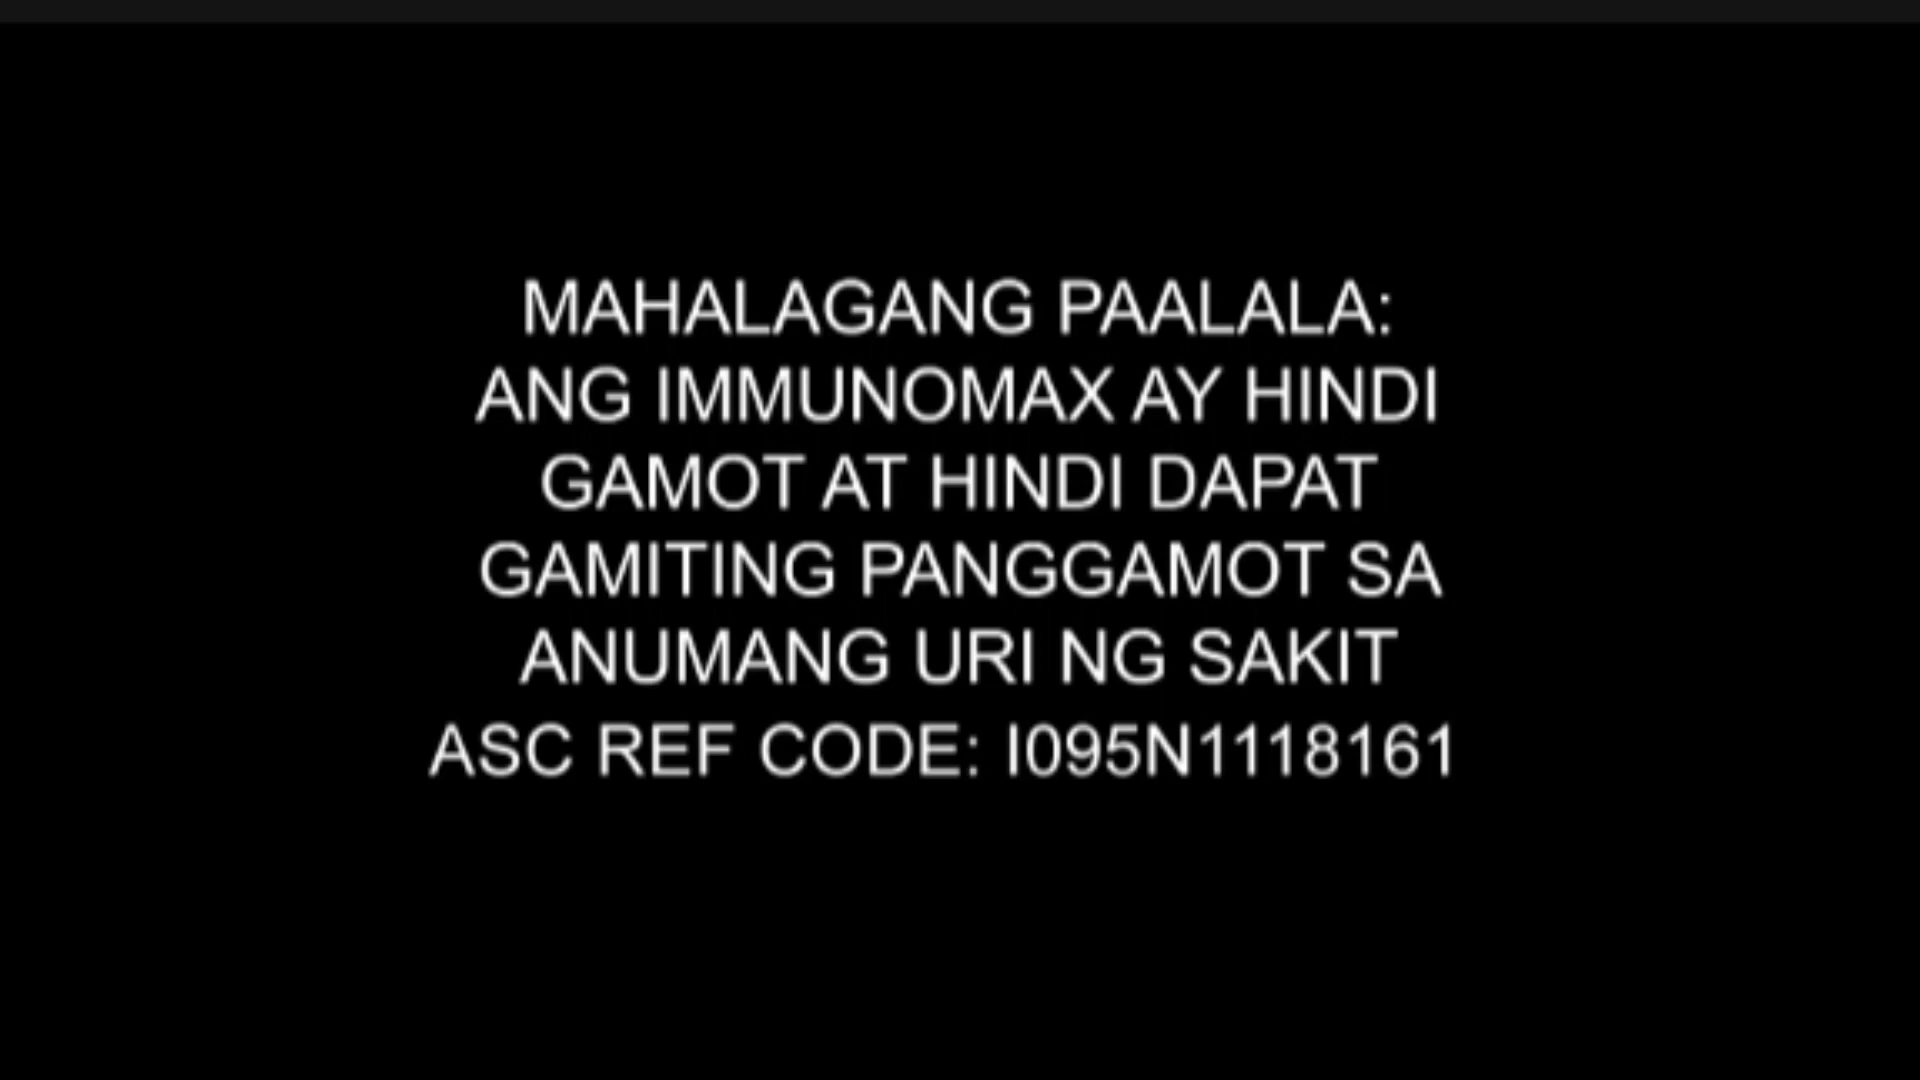 MAHALAGANG PAALALA:
ANG IMMUNOMAX AY HINDI
GAMOT AT HINDI DAPAT
GAMITING PANGGAMOT SA
ANUMANG URI NG SAKIT
ASC REF CODE: I095N1118161